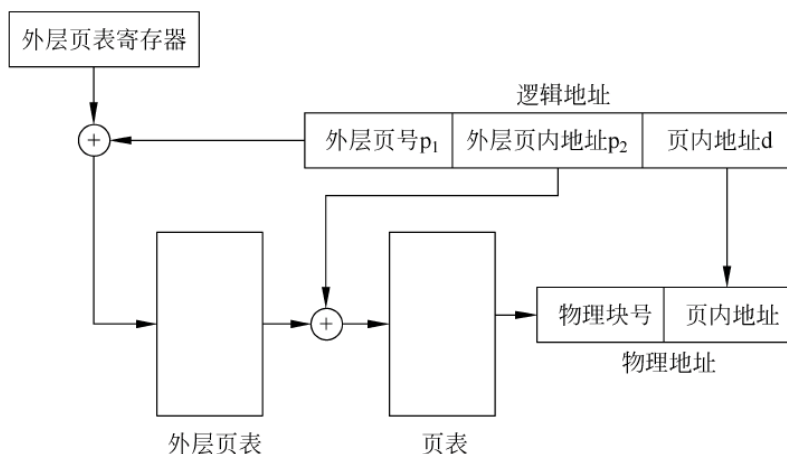 外层页表寄存器
逻辑地址
外层页号p₁
外层页内地址p₂
页内地址d
物理块号
页内地址
物理地址
外层页表
页表